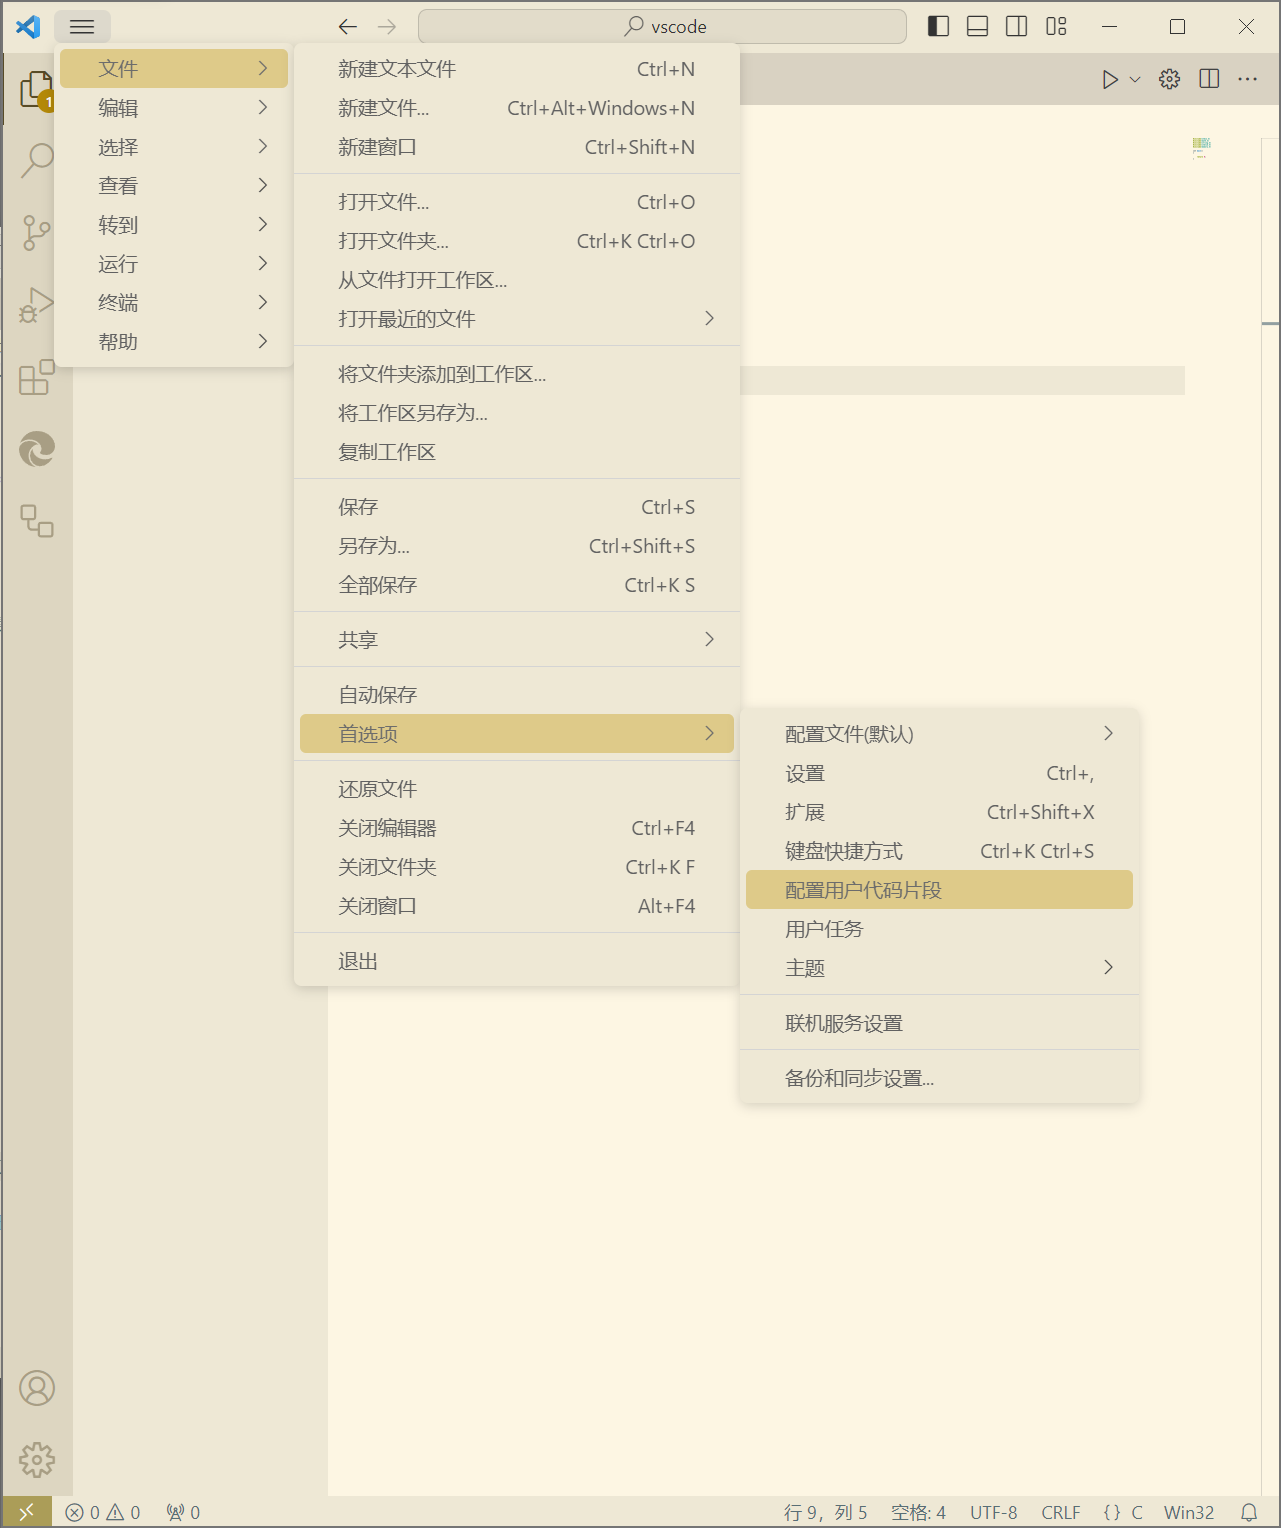 vscode
1
文件
编辑
选择
查看
转到
运行
终端
帮助
新建文本文件 Ctrl+N
新建文件... Ctrl+Alt+Windows+N
新建窗口 Ctrl+Shift+N
打开文件... Ctrl+O
打开文件夹... Ctrl+K Ctrl+O
从文件打开工作区...
打开最近的文件
将文件夹添加到工作区...
将工作区另存为...
复制工作区
保存 Ctrl+S
另存为... Ctrl+Shift+S
全部保存 Ctrl+K S
共享
自动保存
首选项
还原文件
关闭编辑器 Ctrl+F4
关闭文件夹 Ctrl+K F
关闭窗口 Alt+F4
退出
配置文件(默认)
设置 Ctrl+,
扩展 Ctrl+Shift+X
键盘快捷方式 Ctrl+K Ctrl+S
配置用户代码片段
用户任务
主题
联机服务设置
备份和同步设置...
0 0 0 行 9，列 5 空格: 4 UTF-8 CRLF {} C Win32